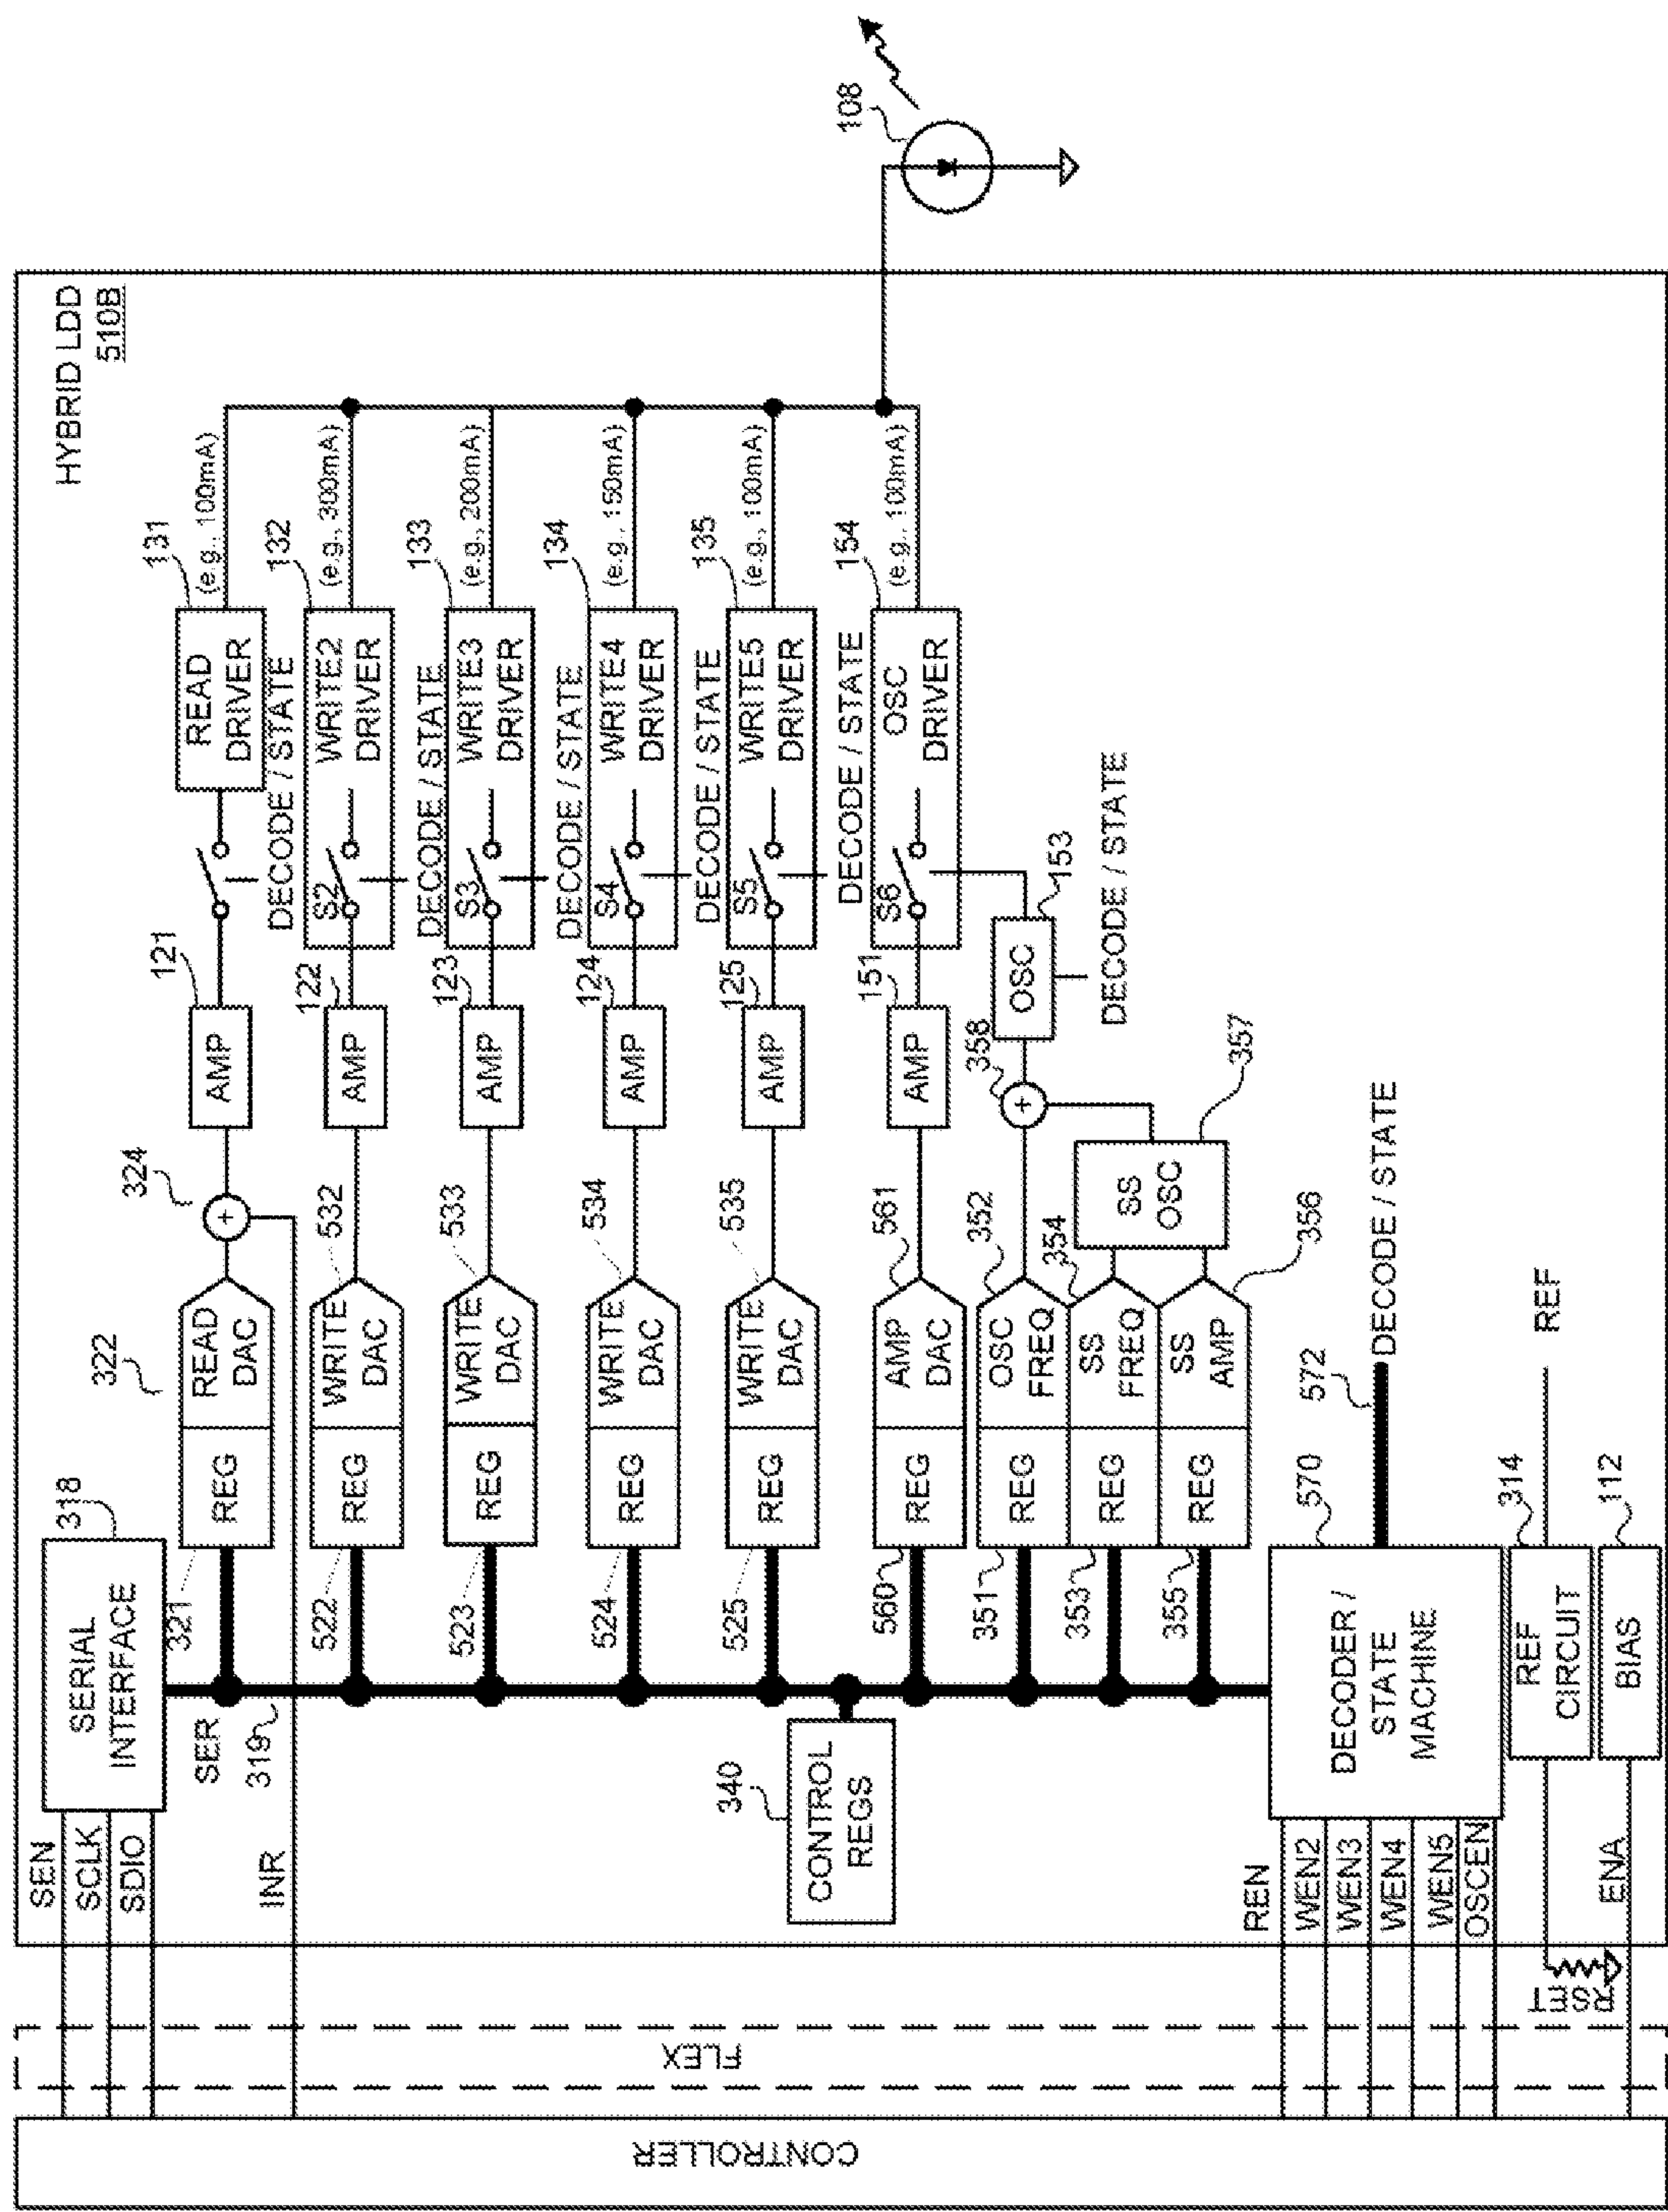 HYBRID LDD
510B
CONTROLLER
FLEX
SEN
SCLK
SDIO
INR
SERIAL
INTERFACE
318
SER
319
321
REG
READ
DAC
322
324
+
AMP
121
READ
DRIVER
131
(e.g., 100mA)
DECODE / STATE
522
REG
WRITE
DAC
532
AMP
122
S2
WRITE2
DRIVER
132
(e.g., 300mA)
DECODE / STATE
523
REG
WRITE
DAC
533
AMP
123
S3
WRITE3
DRIVER
133
(e.g., 200mA)
DECODE / STATE
524
REG
WRITE
DAC
534
AMP
124
S4
WRITE4
DRIVER
134
(e.g., 150mA)
DECODE / STATE
525
REG
WRITE
DAC
535
AMP
125
S5
WRITE5
DRIVER
135
(e.g., 100mA)
DECODE / STATE
108
340
CONTROL
REGS
560
REG
AMP
DAC
561
AMP
151
S6
OSC
DRIVER
154
(e.g., 100mA)
351
REG
OSC
FREQ
352
358
+
OSC
153
DECODE / STATE
353
REG
SS
FREQ
354
SS
OSC
357
355
REG
SS
AMP
356
REN
WEN2
WEN3
WEN4
WEN5
OSCEN
DECODER /
STATE
MACHINE
570
572
DECODE / STATE
RSET
REF
CIRCUIT
314
REF
ENA
BIAS
112